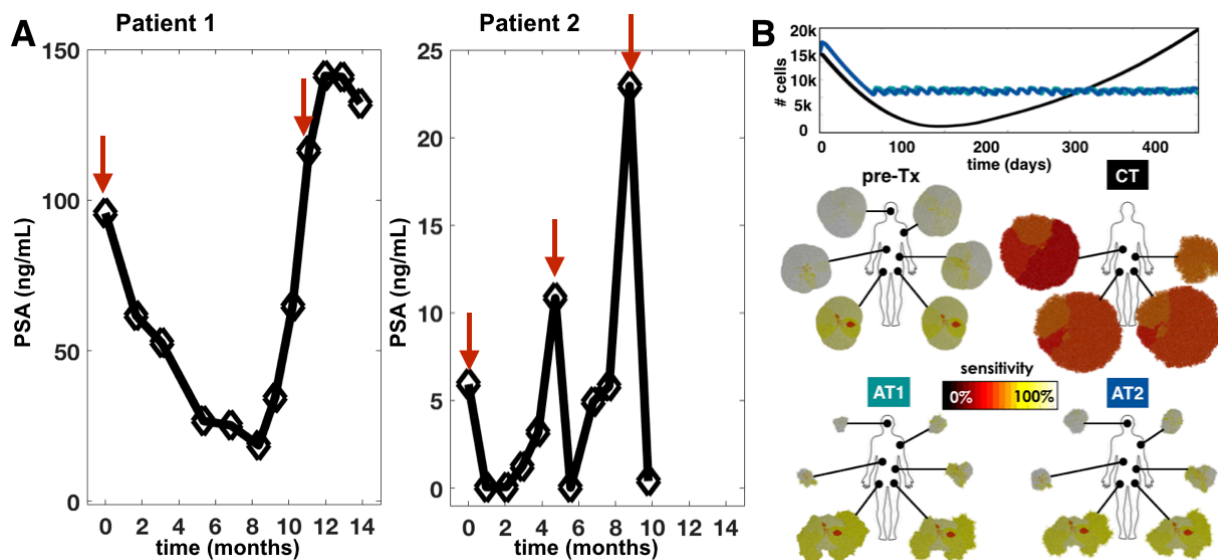 A
Patient 1
PSA (ng/mL)
150
100
50
0
0 2 4 6 8 10 12 14
time (months)
Patient 2
PSA (ng/mL)
25
20
15
10
5
0
0 2 4 6 8 10 12 14
time (months)
B
# cells
20k
15k
10k
5k
0
0 100 200 300 400
time (days)
pre-Tx
CT
sensitivity
0% 100%
AT1
AT2